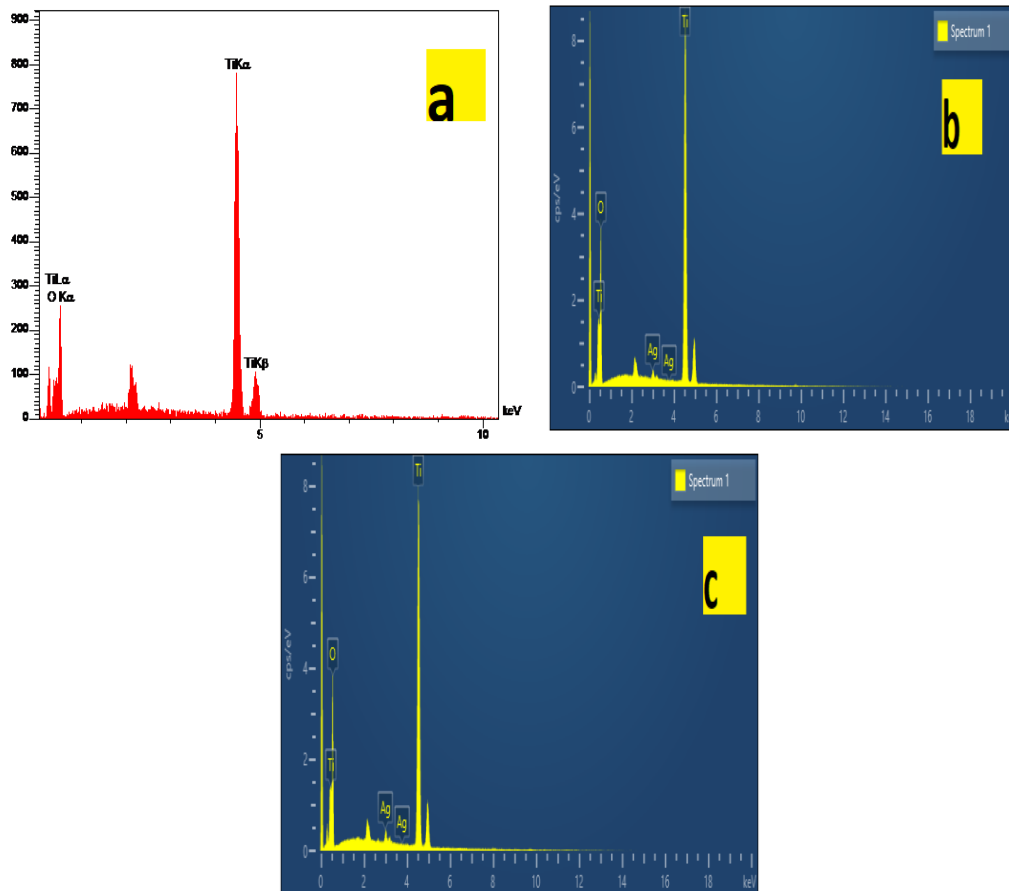 900
800
700
600
500
400
300
200
100
0
TiLα
O Kα
TiKα
TiKβ
5
10
keV
a
Spectrum 1
b
cps/eV
8
6
4
2
0
Ti
O
Ti
Ag
Ag
0 2 4 6 8 10 12 14 16 18
Spectrum 1
c
cps/eV
8
6
4
2
0
Ti
O
Ti
Ag
Ag
0 2 4 6 8 10 12 14 16 18 keV